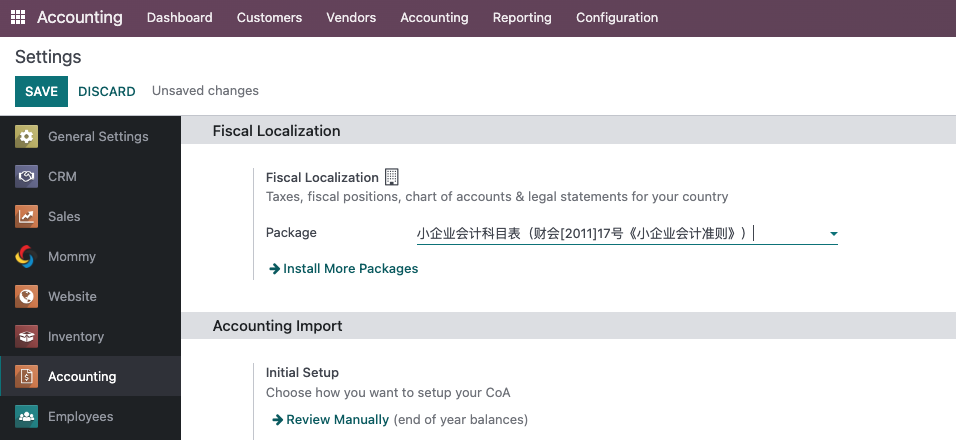 Accounting Dashboard Customers Vendors Accounting Reporting Configuration
Settings
SAVE DISCARD Unsaved changes
General Settings
CRM
Sales
Mommy
Website
Inventory
Accounting
Employees
Fiscal Localization
Fiscal Localization
Taxes, fiscal positions, chart of accounts & legal statements for your country
Package 小企业会计科目表（财会[2011]17号《小企业会计准则》）
Install More Packages
Accounting Import
Initial Setup
Choose how you want to setup your CoA
Review Manually (end of year balances)